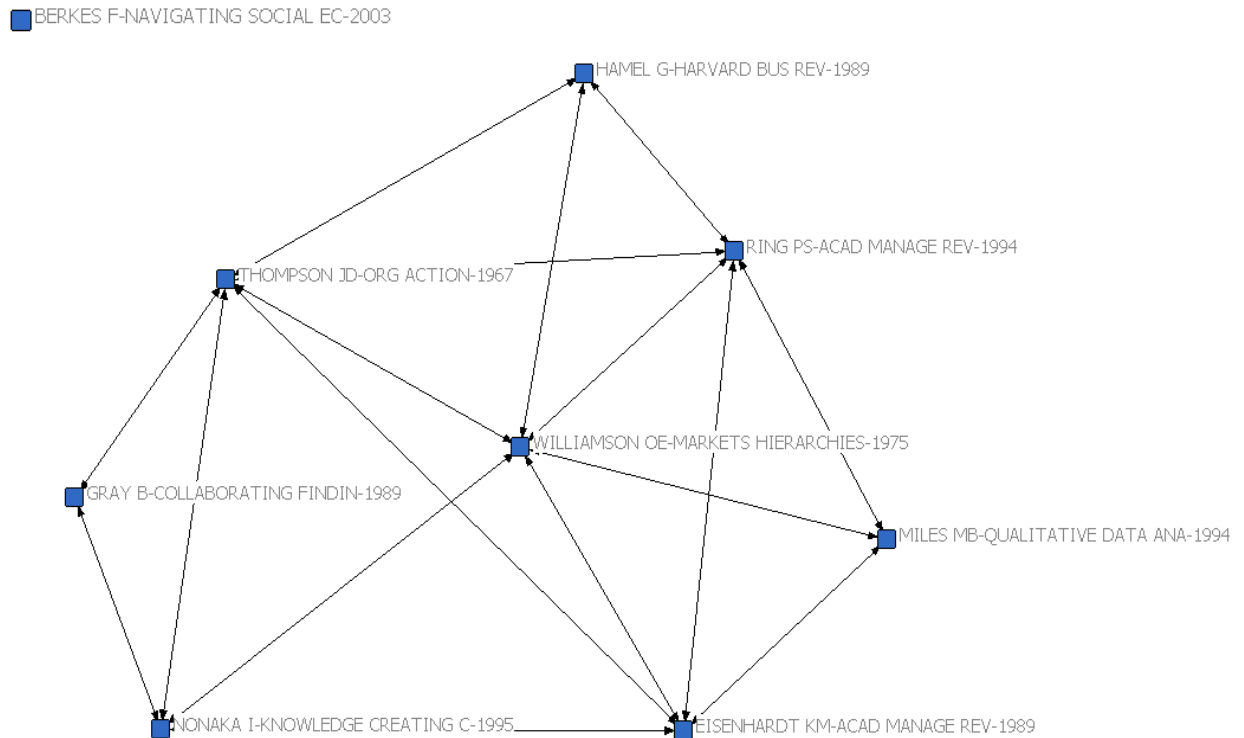 BERKES F-NAVIGATING SOCIAL EC-2003
HAMEL G-HARVARD BUS REV-1989
RING PS-ACAD MANAGE REV-1994
THOMPSON JD-ORG ACTION-1967
WILLIAMSON OE-MARKETS HIERARCHIES-1975
GRAY B-COLLABORATING FINDIN-1989
MILES MB-QUALITATIVE DATA ANA-1994
NONAKA I-KNOWLEDGE CREATING C-1995
EISENHARDT KM-ACAD MANAGE REV-1989